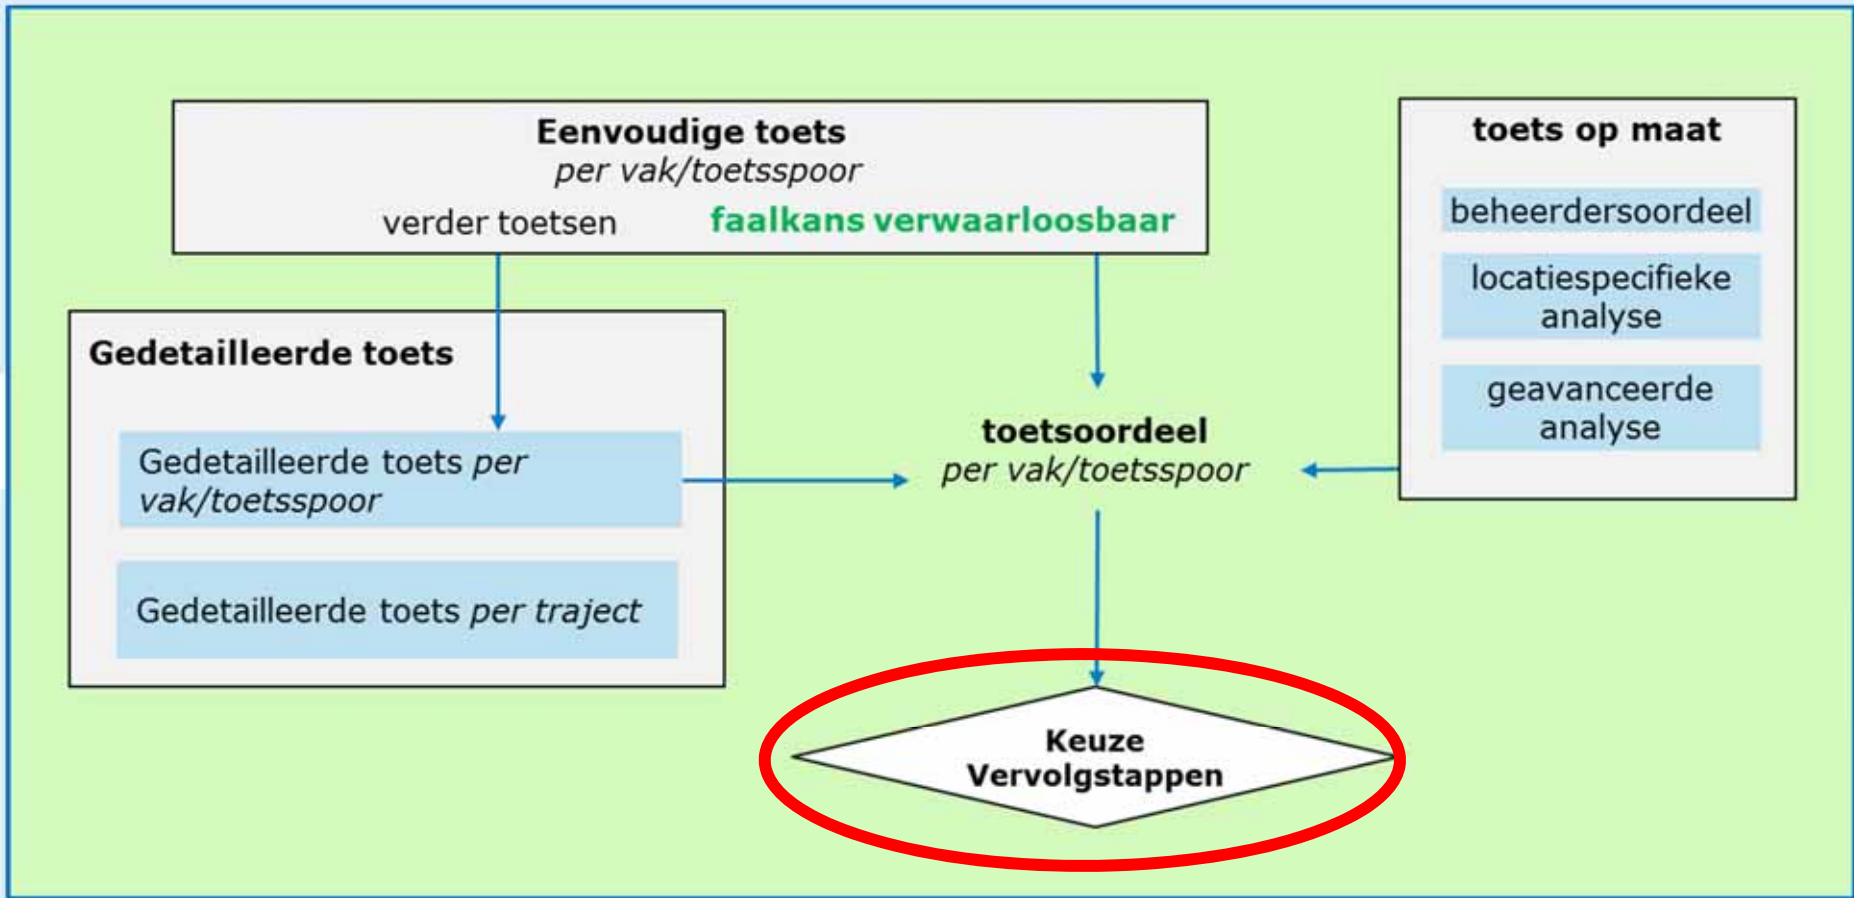 Eenvoudige toets
per vak/toetsspoor
verder toetsen
faalkans verwaarloosbaar
toets op maat
beheerdersoordeel
locatiespecifieke
analyse
geavanceerde
analyse
Gedetailleerde toets
Gedetailleerde toets per
vak/toetsspoor
Gedetailleerde toets per traject
toetsoordeel
per vak/toetsspoor
Keuze
Vervolgstappen